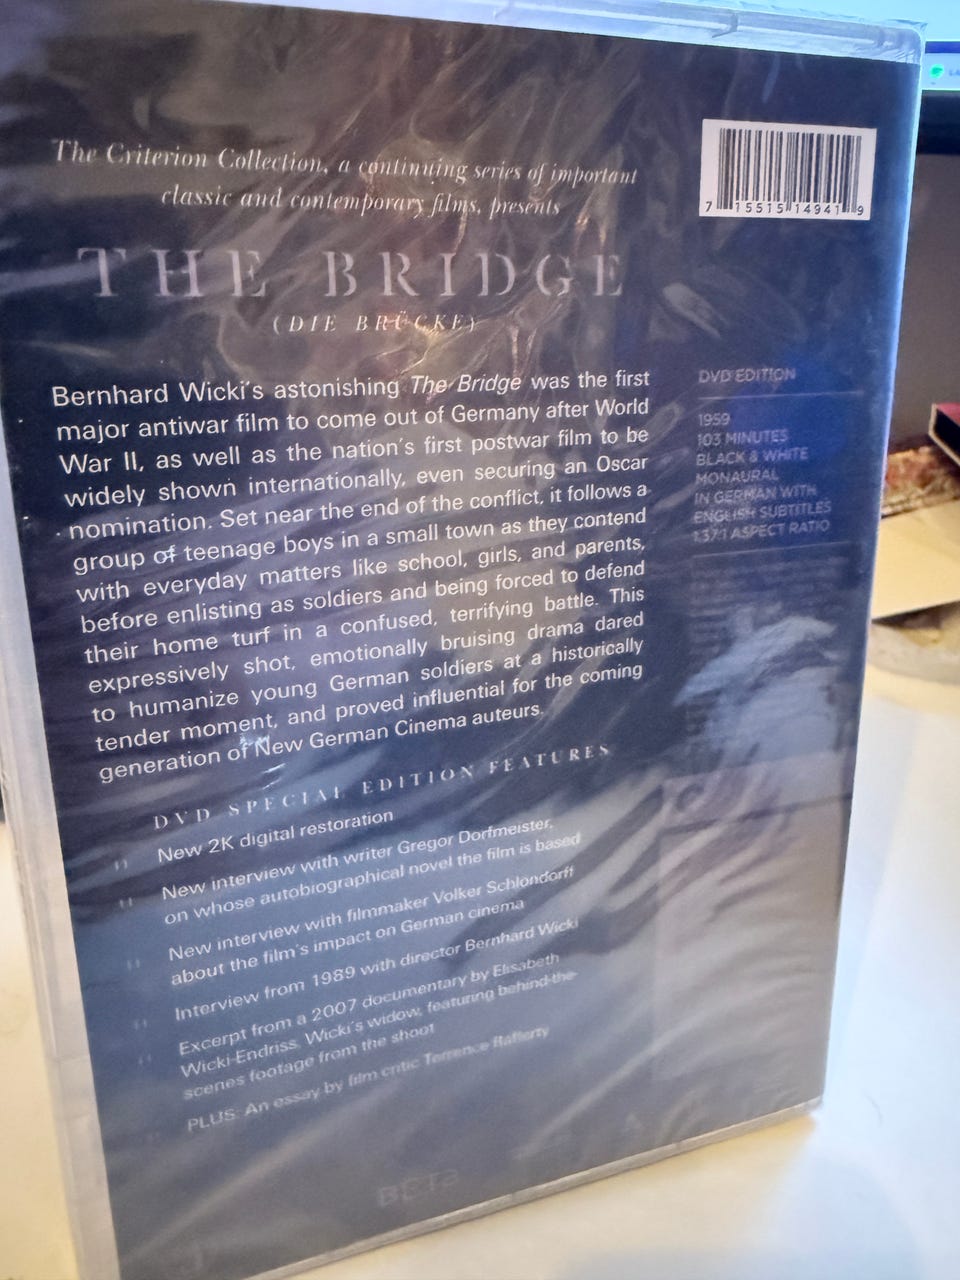 The Criterion Collection, a continuing series of important
classic and contemporary films, presents
THE BRIDGE
(DIE BRÜCKE)
Bernhard Wicki's astonishing The Bridge was the first
major antiwar film to come out of Germany after World
War II, as well as the nation's first postwar film to be
widely shown internationally, even securing an Oscar
nomination. Set near the end of the conflict, it follows a
group of teenage boys in a small town as they contend
with everyday matters like school, girls, and parents,
before enlisting as soldiers and being forced to defend
their home turf in a confused, terrifying battle. This
expressively shot, emotionally bruising drama dared
to humanize young German soldiers at a historically
tender moment, and proved influential for the coming
generation of New German Cinema auteurs.
DVD SPECIAL EDITION FEATURES
New 2K digital restoration
New interview with writer Gregor Dorfmeister,
on whose autobiographical novel the film is based
New interview with filmmaker Volker Schlöndorff
about the film's impact on German cinema
Interview from 1989 with director Bernhard Wicki
Excerpt from a 2007 documentary by Elisabeth
Wicki-Endriss, Wicki's widow, featuring behind-the-
scenes footage from the shoot
PLUS: An essay by film critic Terrence Rafferty
BETA
7 15515 14941 9
DVD EDITION
1959
103 MINUTES
BLACK & WHITE
MONAURAL
IN GERMAN WITH
ENGLISH SUBTITLES
1.37:1 ASPECT RATIO